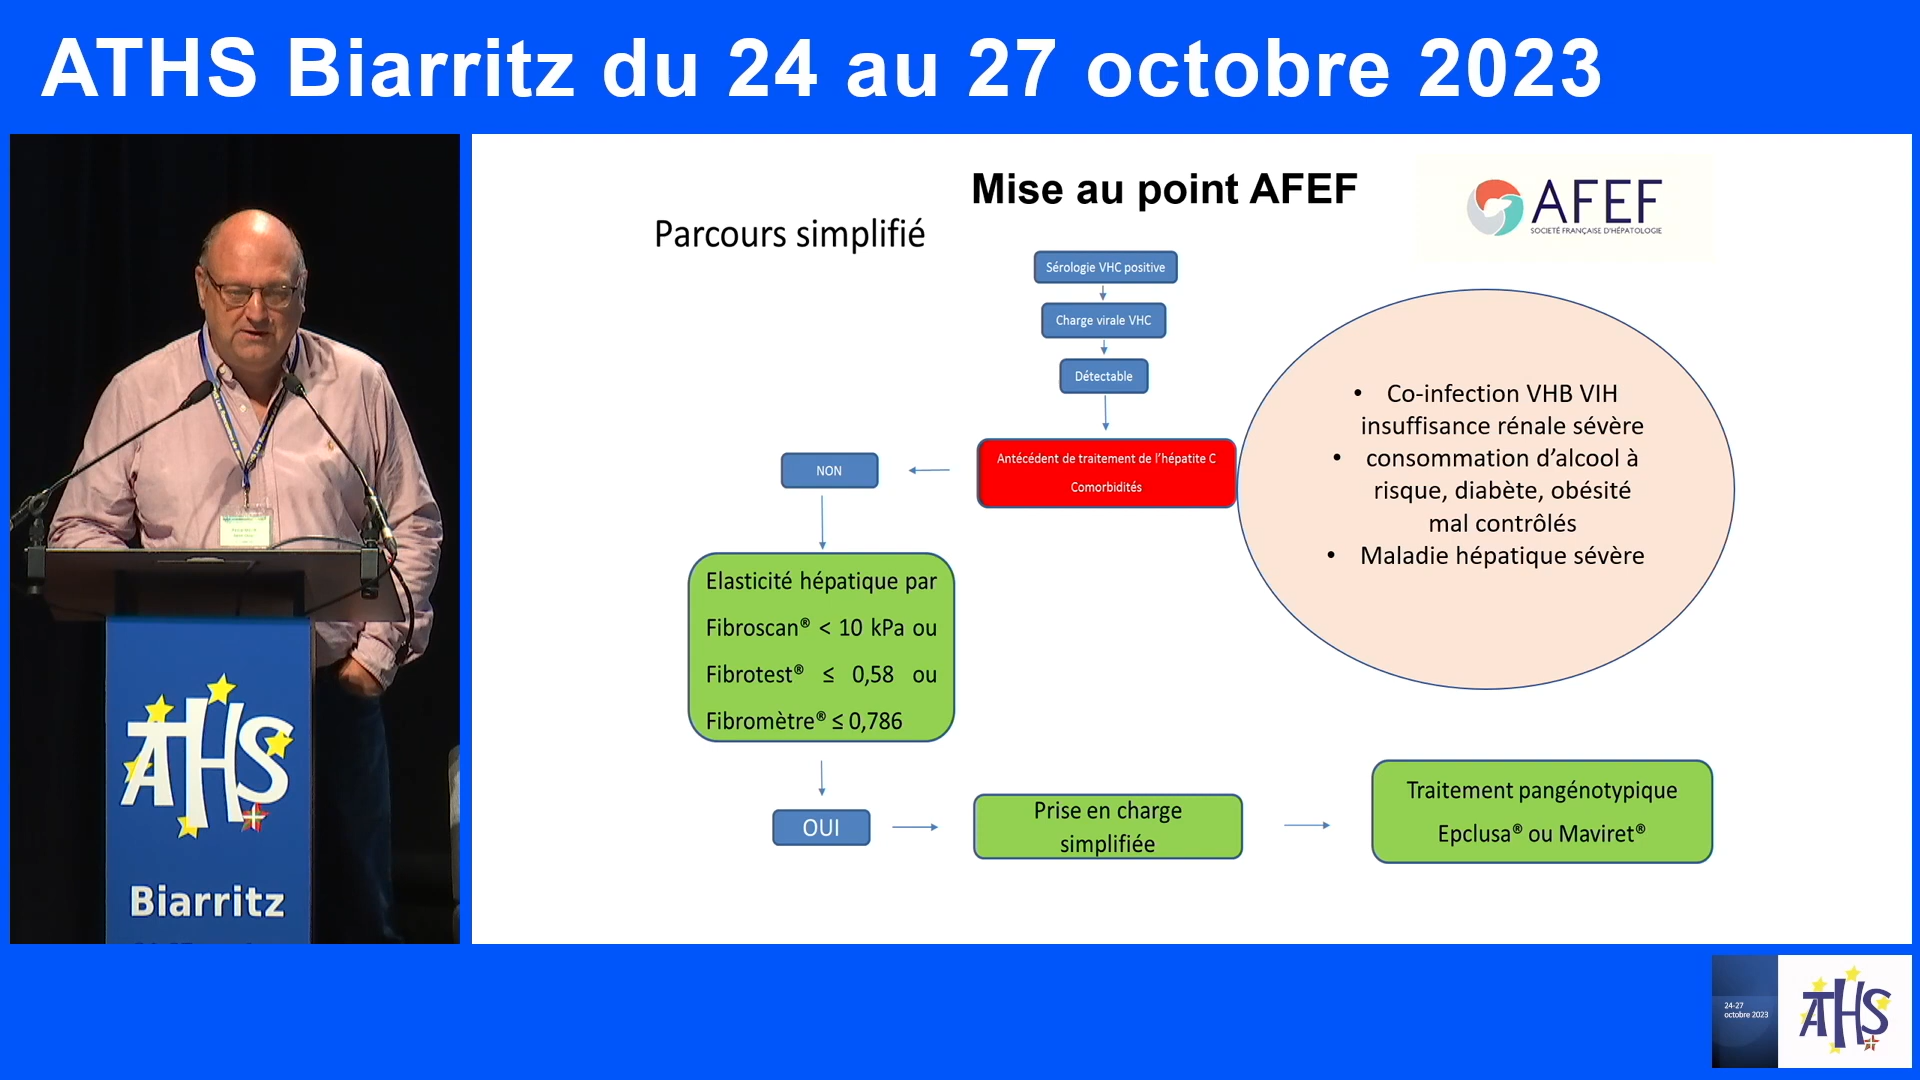 ATHS Biarritz du 24 au 27 octobre 2023
Mise au point AFEF
AFEF
SOCIÉTÉ FRANÇAISE D'HÉPATOLOGIE
Parcours simplifié
Sérologie VHC positive
Charge virale VHC
Détectable
Antécédent de traitement de l'hépatite C
Comorbidités
NON
• Co-infection VHB VIH
insuffisance rénale sévère
• consommation d'alcool à
risque, diabète, obésité
mal contrôlés
• Maladie hépatique sévère
Elasticité hépatique par
Fibroscan® < 10 kPa ou
Fibrotest® ≤ 0,58 ou
Fibromètre® ≤ 0,786
OUI
Prise en charge
simplifiée
Traitement pangénotypique
Epclusa® ou Maviret®
ATHS
Biarritz
24-27
octobre 2023
ATHS